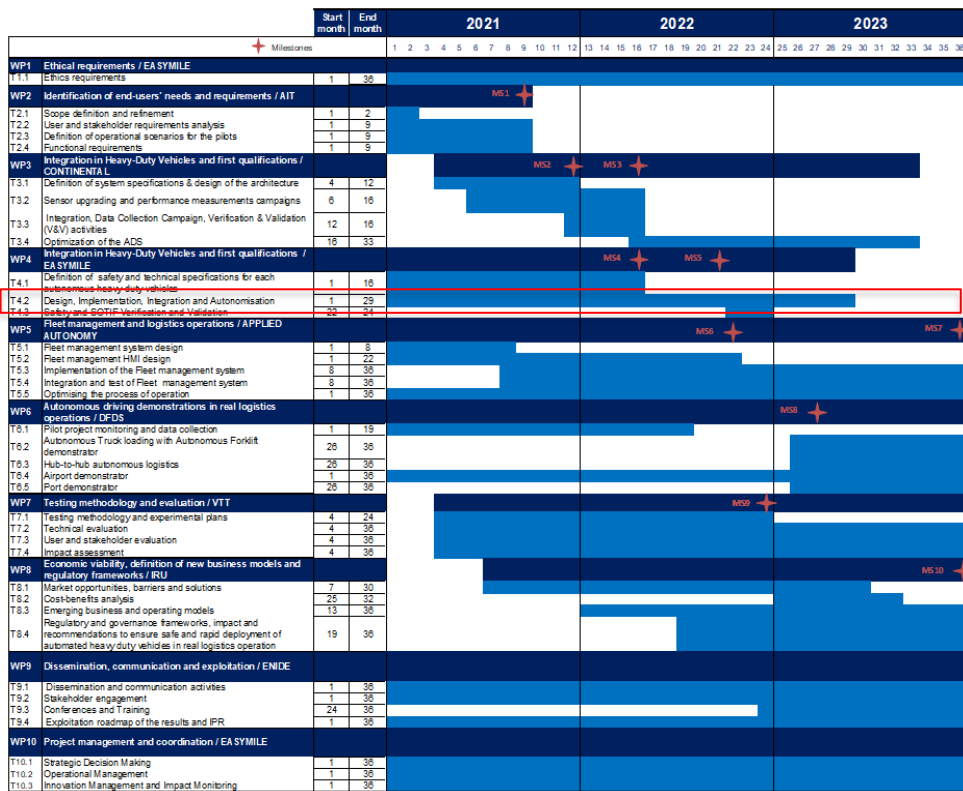 Start month End month 2021 2022 2023
Milestones 1 2 3 4 5 6 7 8 9 10 11 12 13 14 15 16 17 18 19 20 21 22 23 24 25 26 27 28 29 30 31 32 33 34 35 36
WP1 Ethical requirements / EASYMILE
T1.1 Ethics requirements 1 36
WP2 Identification of end-users' needs and requirements / AIT MS1
T2.1 Scope definition and refinement 1 2
T2.2 User and stakeholder requirements analysis 1 9
T2.3 Definition of operational scenarios for the pilots 1 9
T2.4 Functional requirements 1 9
WP3 Integration in Heavy-Duty Vehicles and first qualifications /
CONTINENTAL MS2 MS3
T3.1 Definition of system specifications & design of the architecture 4 12
T3.2 Sensor upgrading and performance measurements campaigns 6 16
T3.3 Integration, Data Collection Campaign, Verification & Validation
(V&V) activities 12 16
T3.4 Optimization of the ADS 16 33
WP4 Integration in Heavy-Duty Vehicles and first qualifications /
EASYMILE MS4 MS5
T4.1 Definition of safety and technical specifications for each
autonomous heavy duty vehicles 1 16
T4.2 Design, Implementation, Integration and Autonomisation 1 29
T4.3 Safety and SOTIF Verification and Validation 22 24
WP5 Fleet management and logistics operations / APPLIED
AUTONOMY MS6 MS7
T5.1 Fleet management system design 1 8
T5.2 Fleet management HMI design 1 22
T5.3 Implementation of the Fleet management system 8 36
T5.4 Integration and test of Fleet management system 8 36
T5.5 Optimising the process of operation 1 36
WP6 Autonomous driving demonstrations in real logistics
operations / DFDS MS8
T6.1 Pilot project monitoring and data collection 1 19
T6.2 Autonomous Truck loading with Autonomous Forklift
demonstrator 26 36
T6.3 Hub-to-hub autonomous logistics 26 36
T6.4 Airport demonstrator 1 36
T6.5 Port demonstrator 26 36
WP7 Testing methodology and evaluation / VTT MS9
T7.1 Testing methodology and experimental plans 4 24
T7.2 Technical evaluation 4 36
T7.3 User and stakeholder evaluation 4 36
T7.4 Impact assessment 4 36
WP8 Economic viability, definition of new business models and
regulatory frameworks / IRU MS10
T8.1 Market opportunities, barriers and solutions 7 30
T8.2 Cost-benefits analysis 25 32
T8.3 Emerging business and operating models 13 36
T8.4 Regulatory and governance frameworks, impact and
recommendations to ensure safe and rapid deployment of
automated heavy duty vehicles in real logistics operation 19 36
WP9 Dissemination, communication and exploitation / ENIDE
T9.1 Dissemination and communication activities 1 36
T9.2 Stakeholder engagement 1 36
T9.3 Conferences and Training 24 36
T9.4 Exploitation roadmap of the results and IPR 1 36
WP10 Project management and coordination / EASYMILE
T10.1 Strategic Decision Making 1 36
T10.2 Operational Management 1 36
T10.3 Innovation Management and Impact Monitoring 1 36